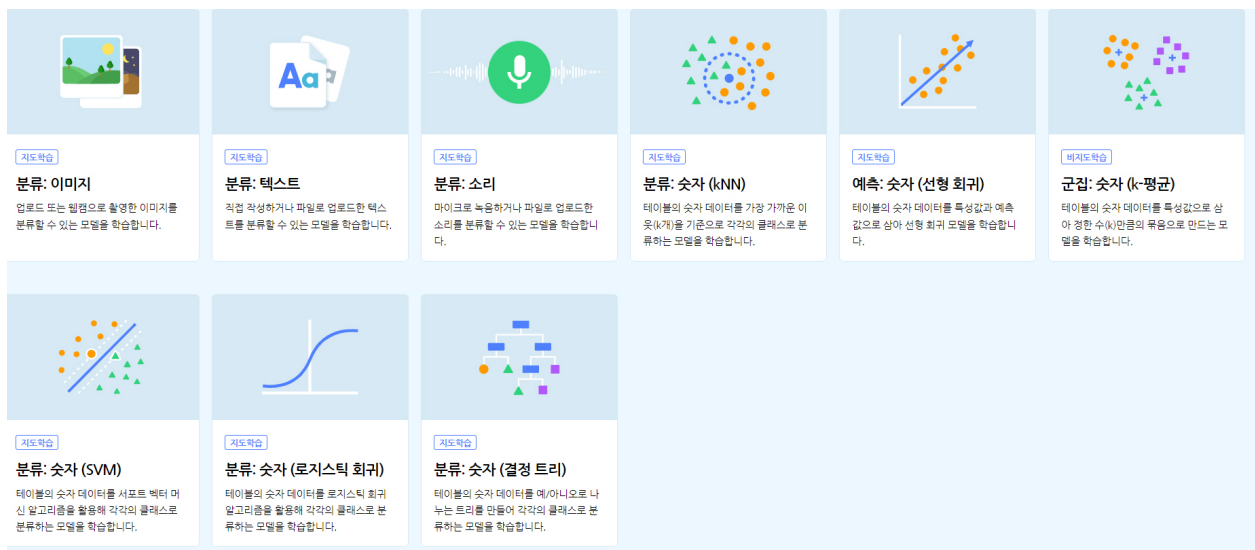 Aa
a
지도학습
분류: 이미지
업로드 또는 웹캠으로 촬영한 이미지를
분류할 수 있는 모델을 학습합니다.
지도학습
분류: 텍스트
직접 작성하거나 파일로 업로드한 텍스
트를 분류할 수 있는 모델을 학습합니다.
지도학습
분류: 소리
마이크로 녹음하거나 파일로 업로드한
소리를 분류할 수 있는 모델을 학습합니
다.
지도학습
분류: 숫자 (kNN)
테이블의 숫자 데이터를 가장 가까운 이
웃(k개)을 기준으로 각각의 클래스로 분
류하는 모델을 학습합니다.
지도학습
예측: 숫자 (선형 회귀)
테이블의 숫자 데이터를 특성값과 예측
값으로 삼아 선형 회귀 모델을 학습합니
다.
비지도학습
군집: 숫자 (k-평균)
테이블의 숫자 데이터를 특성값으로 삼
아 정한 수(k)만큼의 묶음으로 만드는 모
델을 학습합니다.
지도학습
분류: 숫자 (SVM)
테이블의 숫자 데이터를 서포트 벡터 머
신 알고리즘을 활용해 각각의 클래스로
분류하는 모델을 학습합니다.
지도학습
분류: 숫자 (로지스틱 회귀)
테이블의 숫자 데이터를 로지스틱 회귀
알고리즘을 활용해 각각의 클래스로 분
류하는 모델을 학습합니다.
지도학습
분류: 숫자 (결정 트리)
테이블의 숫자 데이터를 예/아니오로 나
누는 트리를 만들어 각각의 클래스로 분
류하는 모델을 학습합니다.